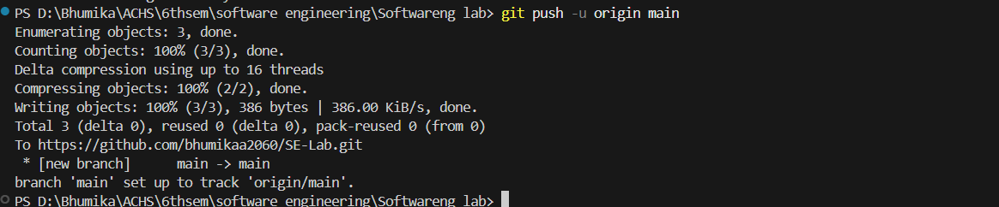 PS D:\Bhumika\ACHS\6thsem\software engineering\Softwareng lab> git push -u origin main
Enumerating objects: 3, done.
Counting objects: 100% (3/3), done.
Delta compression using up to 16 threads
Compressing objects: 100% (2/2), done.
Writing objects: 100% (3/3), 386 bytes | 386.00 KiB/s, done.
Total 3 (delta 0), reused 0 (delta 0), pack-reused 0 (from 0)
To https://github.com/bhumikaa2060/SE-Lab.git
 * [new branch]      main -> main
branch 'main' set up to track 'origin/main'.
PS D:\Bhumika\ACHS\6thsem\software engineering\Softwareng lab>